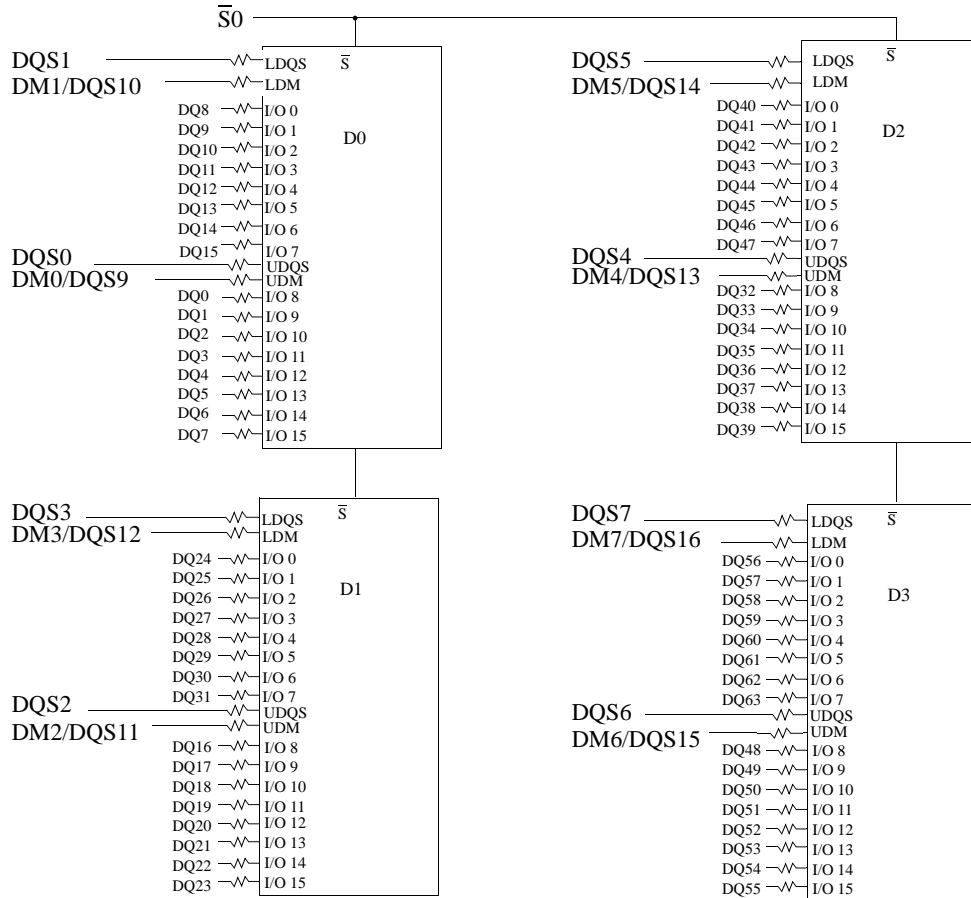 S̅0
DQS1
LDQS
S̅
DM1/DQS10
LDM
DQ8
I/O 0
DQ9
I/O 1
D0
DQ10
I/O 2
DQ11
I/O 3
DQ12
I/O 4
DQ13
I/O 5
DQ14
I/O 6
DQ15
I/O 7
DQS0
UDQS
DM0/DQS9
UDM
DQ0
I/O 8
DQ1
I/O 9
DQ2
I/O 10
DQ3
I/O 11
DQ4
I/O 12
DQ5
I/O 13
DQ6
I/O 14
DQ7
I/O 15
DQS3
LDQS
S̅
DM3/DQS12
LDM
DQ24
I/O 0
DQ25
I/O 1
D1
DQ26
I/O 2
DQ27
I/O 3
DQ28
I/O 4
DQ29
I/O 5
DQ30
I/O 6
DQ31
I/O 7
DQS2
UDQS
DM2/DQS11
UDM
DQ16
I/O 8
DQ17
I/O 9
DQ18
I/O 10
DQ19
I/O 11
DQ20
I/O 12
DQ21
I/O 13
DQ22
I/O 14
DQ23
I/O 15
DQS5
LDQS
S̅
DM5/DQS14
LDM
DQ40
I/O 0
DQ41
I/O 1
D2
DQ42
I/O 2
DQ43
I/O 3
DQ44
I/O 4
DQ45
I/O 5
DQ46
I/O 6
DQ47
I/O 7
DQS4
UDQS
DM4/DQS13
UDM
DQ32
I/O 8
DQ33
I/O 9
DQ34
I/O 10
DQ35
I/O 11
DQ36
I/O 12
DQ37
I/O 13
DQ38
I/O 14
DQ39
I/O 15
DQS7
LDQS
S̅
DM7/DQS16
LDM
DQ56
I/O 0
DQ57
I/O 1
D3
DQ58
I/O 2
DQ59
I/O 3
DQ60
I/O 4
DQ61
I/O 5
DQ62
I/O 6
DQ63
I/O 7
DQS6
UDQS
DM6/DQS15
UDM
DQ48
I/O 8
DQ49
I/O 9
DQ50
I/O 10
DQ51
I/O 11
DQ52
I/O 12
DQ53
I/O 13
DQ54
I/O 14
DQ55
I/O 15